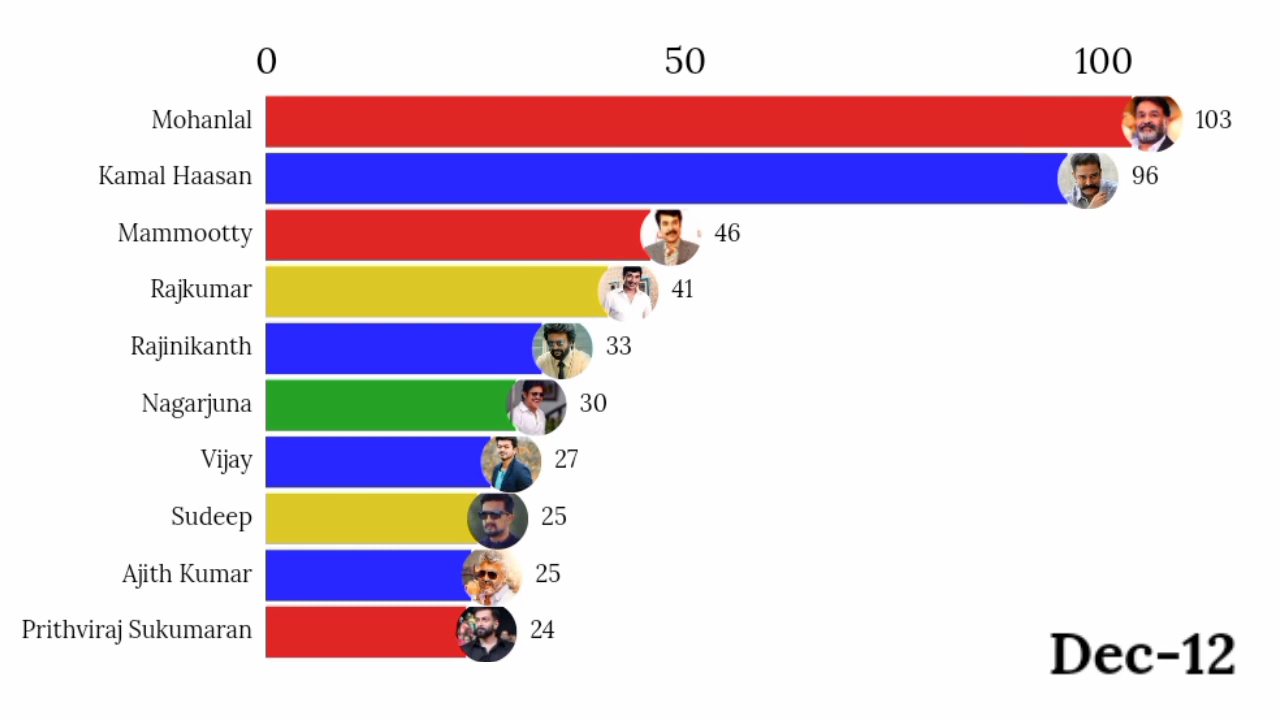 0 50 100
Mohanlal 103
Kamal Haasan 96
Mammootty 46
Rajkumar 41
Rajinikanth 33
Nagarjuna 30
Vijay 27
Sudeep 25
Ajith Kumar 25
Prithviraj Sukumaran 24
Dec-12